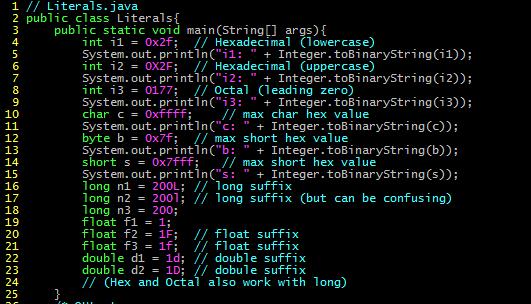 1 // Literals.java
2 public class Literals{
3 public static void main(String[] args){
4 int i1 = 0x2f; // Hexadecimal (lowercase)
5 System.out.println("i1: " + Integer.toBinaryString(i1));
6 int i2 = 0X2F; // Hexadecimal (uppercase)
7 System.out.println("i2: " + Integer.toBinaryString(i2));
8 int i3 = 0177; // Octal (leading zero)
9 System.out.println("i3: " + Integer.toBinaryString(i3));
10 char c = 0xffff; // max char hex value
11 System.out.println("c: " + Integer.toBinaryString(c));
12 byte b = 0x7f; // max short hex value
13 System.out.println("b: " + Integer.toBinaryString(b));
14 short s = 0x7fff; // max short hex value
15 System.out.println("s: " + Integer.toBinaryString(s));
16 long n1 = 200L; // long suffix
17 long n2 = 200l; // long suffix (but can be confusing)
18 long n3 = 200;
19 float f1 = 1;
20 float f2 = 1F; // float suffix
21 float f3 = 1f; // float suffix
22 double d1 = 1d; // double suffix
23 double d2 = 1D; // dobule suffix
24 // (Hex and Octal also work with long)
25 }